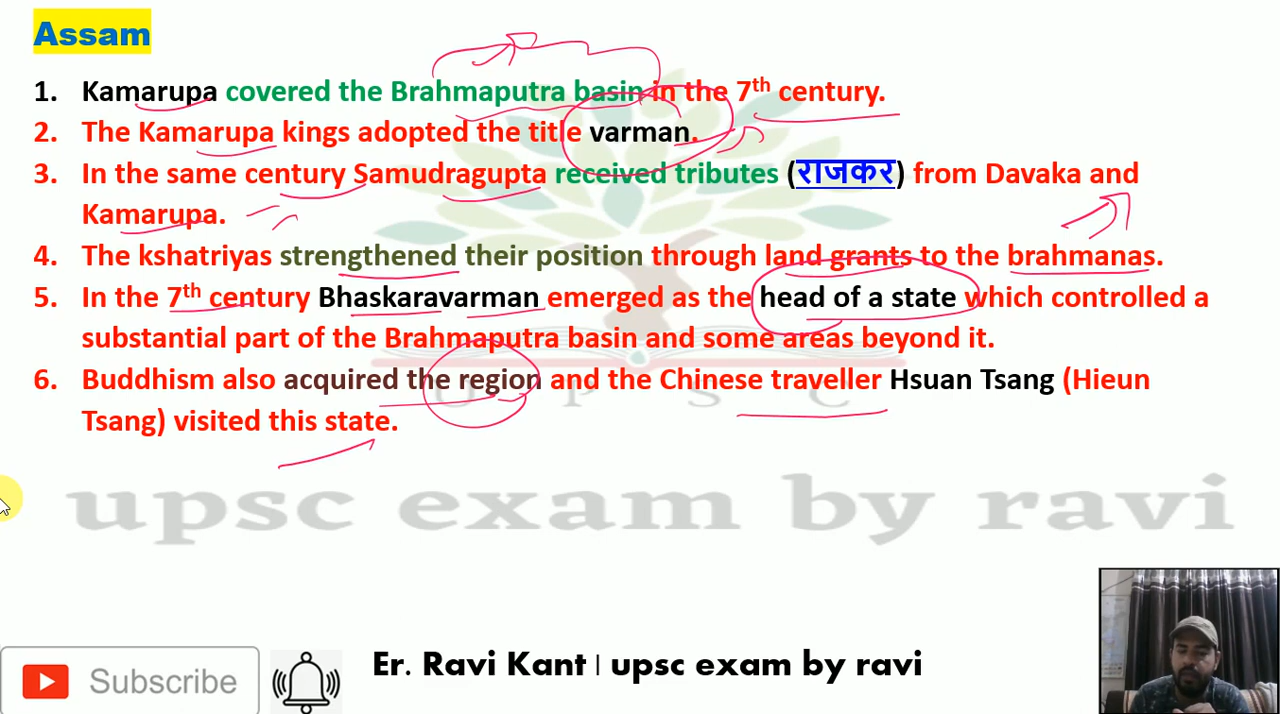 Assam
1. Kamarupa covered the Brahmaputra basin in the 7th century.
2. The Kamarupa kings adopted the title varman.
3. In the same century Samudragupta received tributes (राजकर) from Davaka and
Kamarupa.
4. The kshatriyas strengthened their position through land grants to the brahmanas.
5. In the 7th century Bhaskaravarman emerged as the head of a state which controlled a
substantial part of the Brahmaputra basin and some areas beyond it.
6. Buddhism also acquired the region and the Chinese traveller Hsuan Tsang (Hieun
Tsang) visited this state.
U P S C
upsc exam by ravi
Subscribe
Er. Ravi Kant | upsc exam by ravi